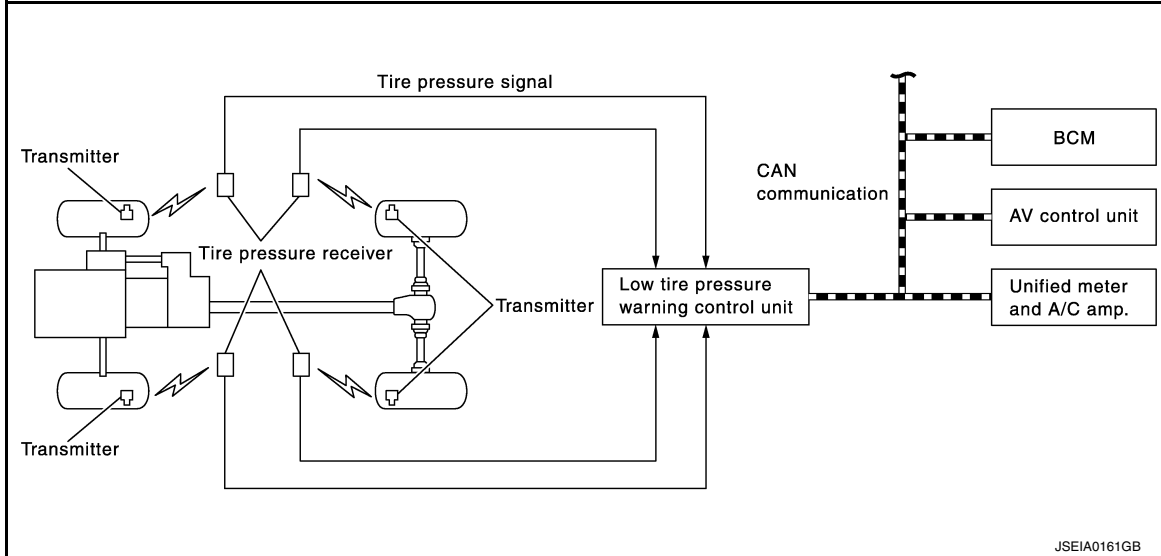 Tire pressure signal
Transmitter
BCM
CAN
communication
AV control unit
Tire pressure receiver
Transmitter
Low tire pressure
warning control unit
Unified meter
and A/C amp.
Transmitter
JSEIA0161GB